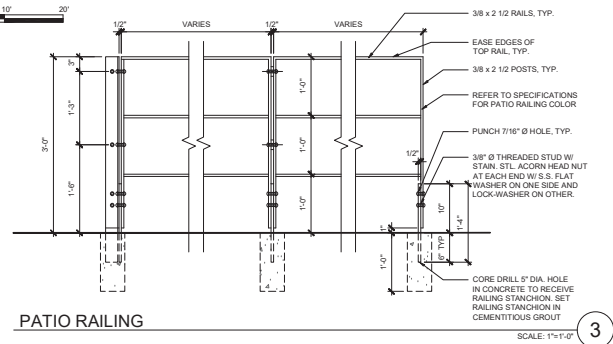 10' 20'
1/2" VARIES 1/2" VARIES
3/8 x 2 1/2 RAILS, TYP.
EASE EDGES OF
TOP RAIL, TYP.
3/8 x 2 1/2 POSTS, TYP.
REFER TO SPECIFICATIONS
FOR PATIO RAILING COLOR
PUNCH 7/16" Ø HOLE, TYP.
3/8" Ø THREADED STUD W/
STAIN. STL. ACORN HEAD NUT
AT EACH END W/ S.S. FLAT
WASHER ON ONE SIDE AND
LOCK-WASHER ON OTHER.
CORE DRILL 5" DIA. HOLE
IN CONCRETE TO RECEIVE
RAILING STANCHION. SET
RAILING STANCHION IN
CEMENTITIOUS GROUT
3"
1'-3"
3'-0"
1'-6"
1'-0"
1'-0"
1'-0"
1/2"
10"
1'-4"
6" TYP
1"
1'-0"
PATIO RAILING
SCALE: 1"=1'-0"
3